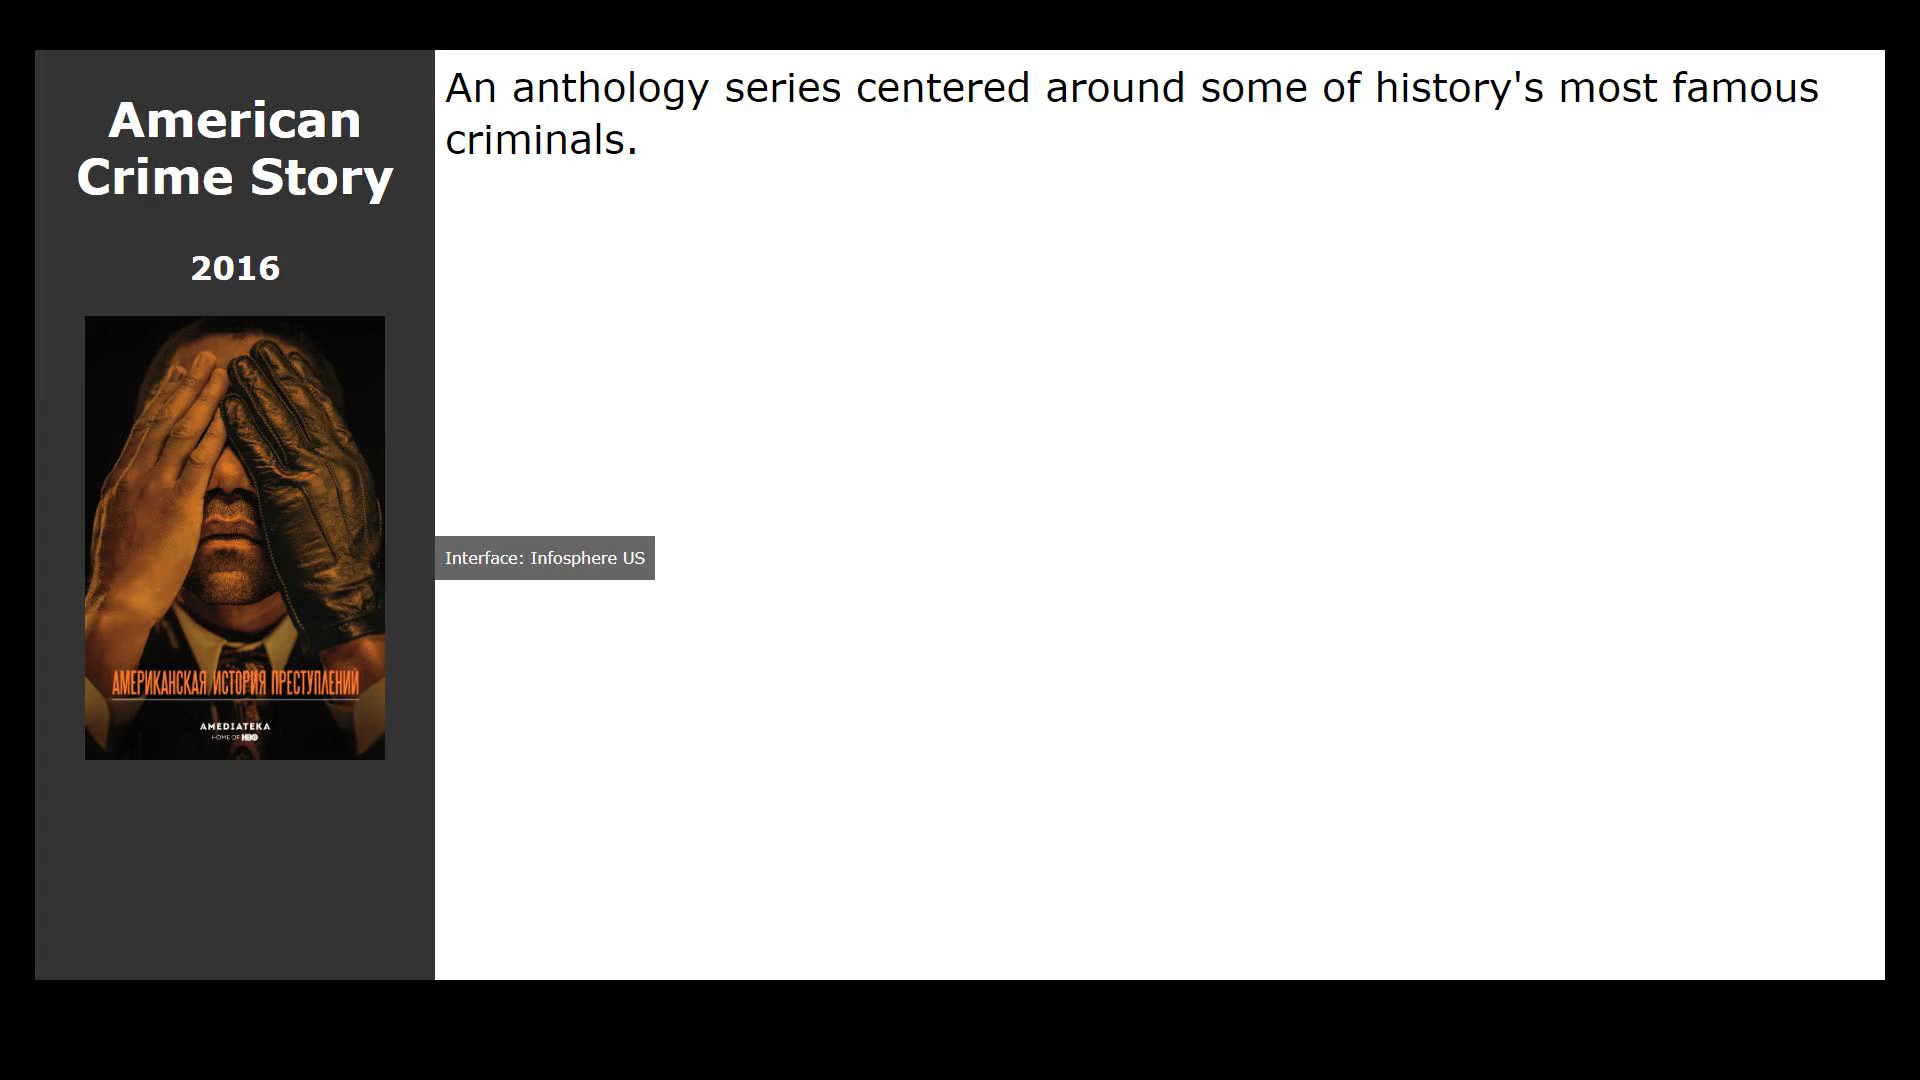 American
Crime Story
2016
АМЕРИКАНСКАЯ ИСТОРИЯ ПРЕСТУПЛЕНИЙ
AMEDIATEKA
HOME OF HBO
An anthology series centered around some of history's most famous
criminals.
Interface: Infosphere US